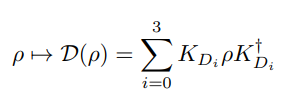 ρ ↦ 𝒟(ρ) = ∑_{i=0}^{3} K_{D_i} ρ K_{D_i}^†